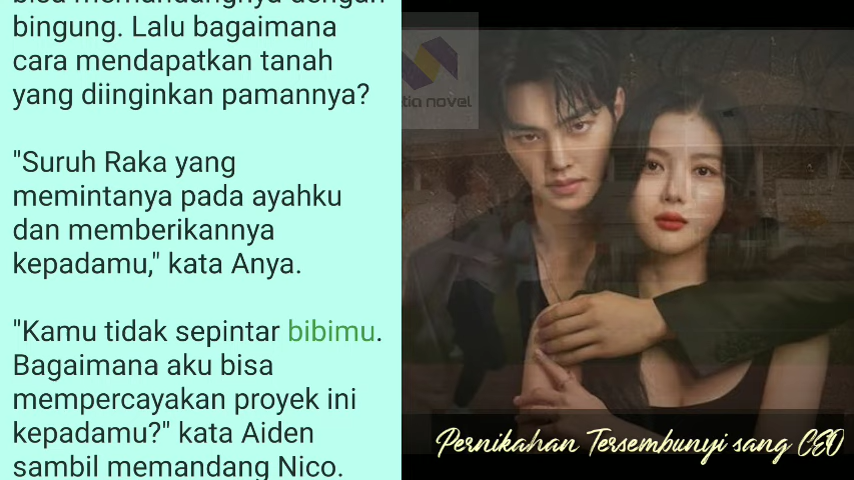 bingung. Lalu bagaimana
cara mendapatkan tanah
yang diinginkan pamannya?
"Suruh Raka yang
memintanya pada ayahku
dan memberikannya
kepadamu," kata Anya.
"Kamu tidak sepintar bibimu.
Bagaimana aku bisa
mempercayakan proyek ini
kepadamu?" kata Aiden
sambil memandang Nico.
novel
Pernikahan Tersembunyi sang CEO